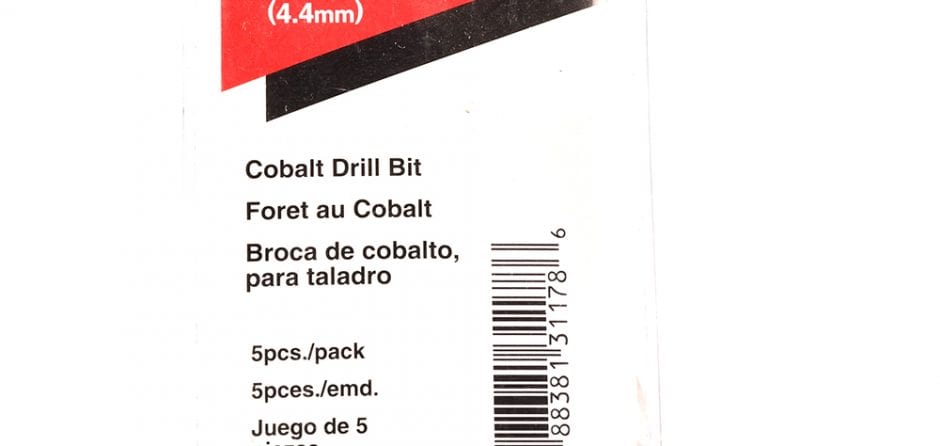 (4.4mm)
Cobalt Drill Bit
Foret au Cobalt
Broca de cobalto,
para taladro
5pcs./pack
5pces./emd.
Juego de 5
88381 31178 6